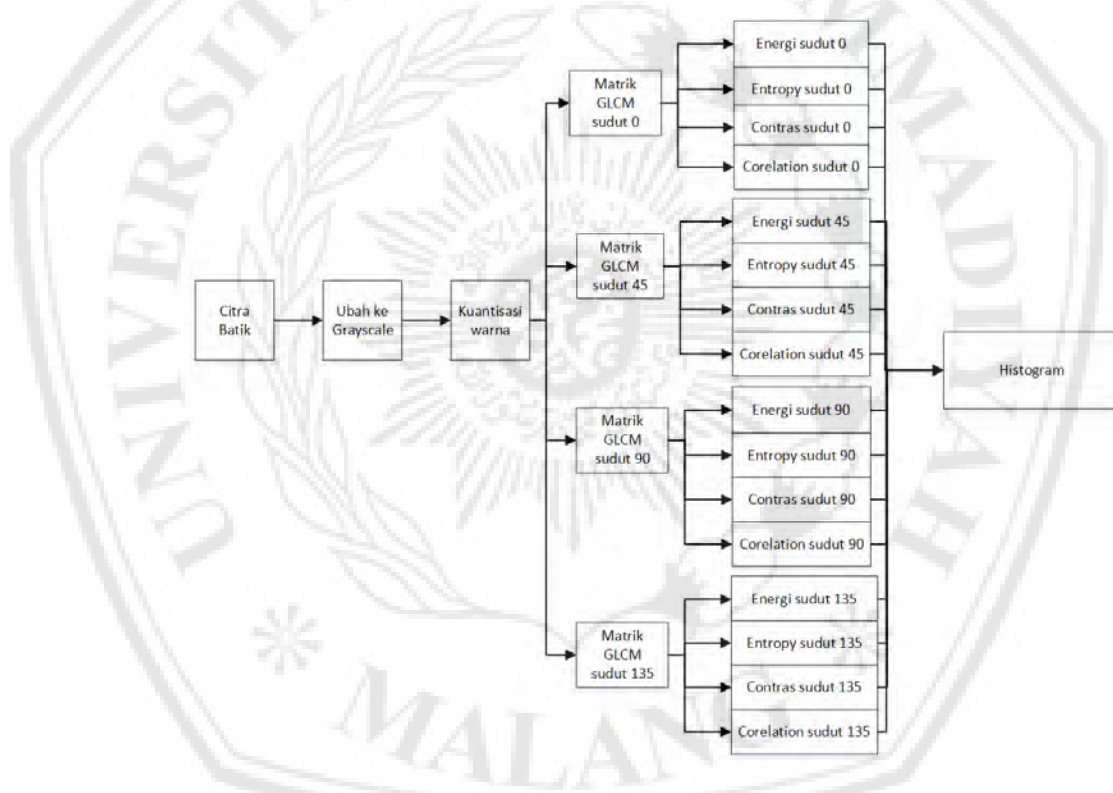 UNIVERSITA
MMADIYAH
MALANG
Citra
Batik
Ubah ke
Grayscale
Kuantisasi
warna
Matrik
GLCM
sudut 0
Energi sudut 0
Entropy sudut 0
Contras sudut 0
Corelation sudut 0
Matrik
GLCM
sudut 45
Energi sudut 45
Entropy sudut 45
Contras sudut 45
Corelation sudut 45
Matrik
GLCM
sudut 90
Energi sudut 90
Entropy sudut 90
Contras sudut 90
Corelation sudut 90
Matrik
GLCM
sudut 135
Energi sudut 135
Entropy sudut 135
Contras sudut 135
Corelation sudut 135
Histogram